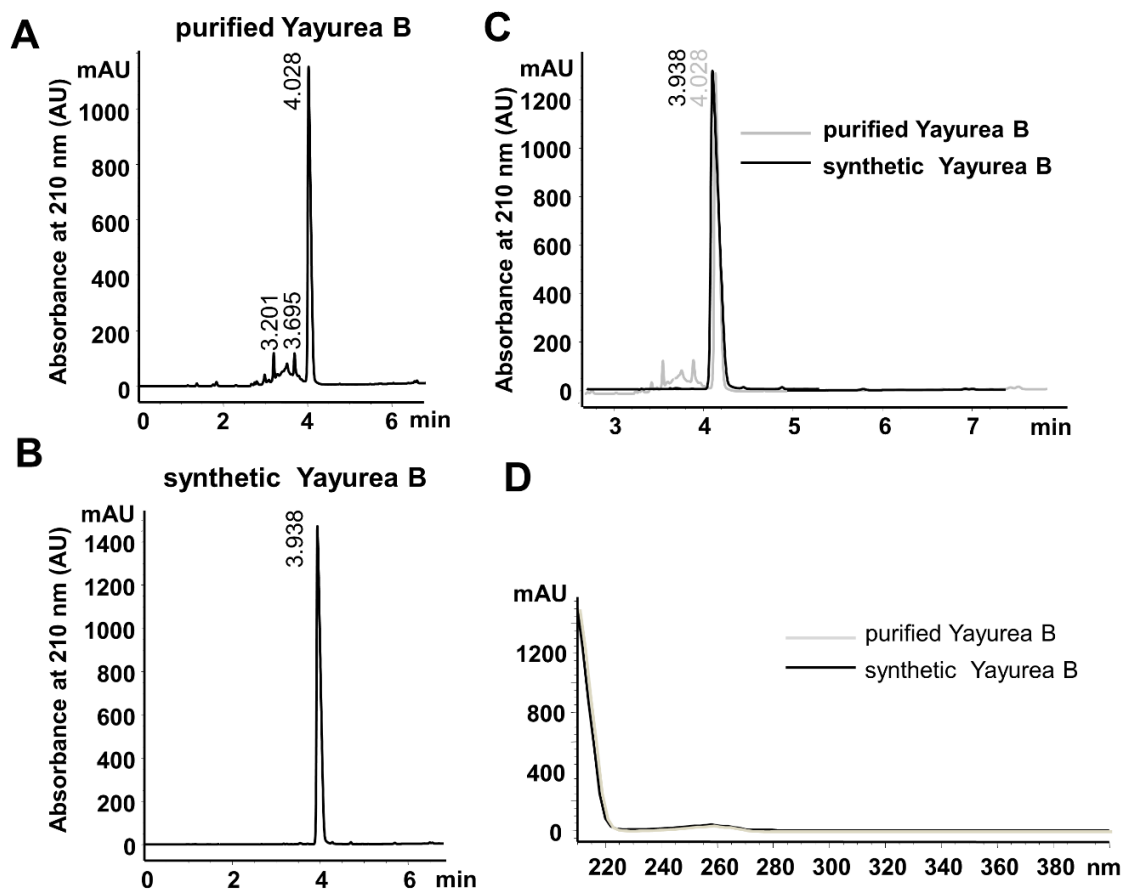 A
purified Yayurea B
mAU
Absorbance at 210 nm (AU)
1000
800
600
400
200
0
3.201
3.695
4.028
0 2 4 6 min
B
synthetic Yayurea B
mAU
Absorbance at 210 nm (AU)
1400
1200
1000
800
600
400
200
0
3.938
0 2 4 6 min
C
mAU
Absorbance at 210 nm (AU)
1200
1000
800
600
400
200
0
3.938
4.028
purified Yayurea B
synthetic Yayurea B
3 4 5 6 7 min
D
mAU
1200
800
400
0
purified Yayurea B
synthetic Yayurea B
220 240 260 280 300 320 340 360 380 nm